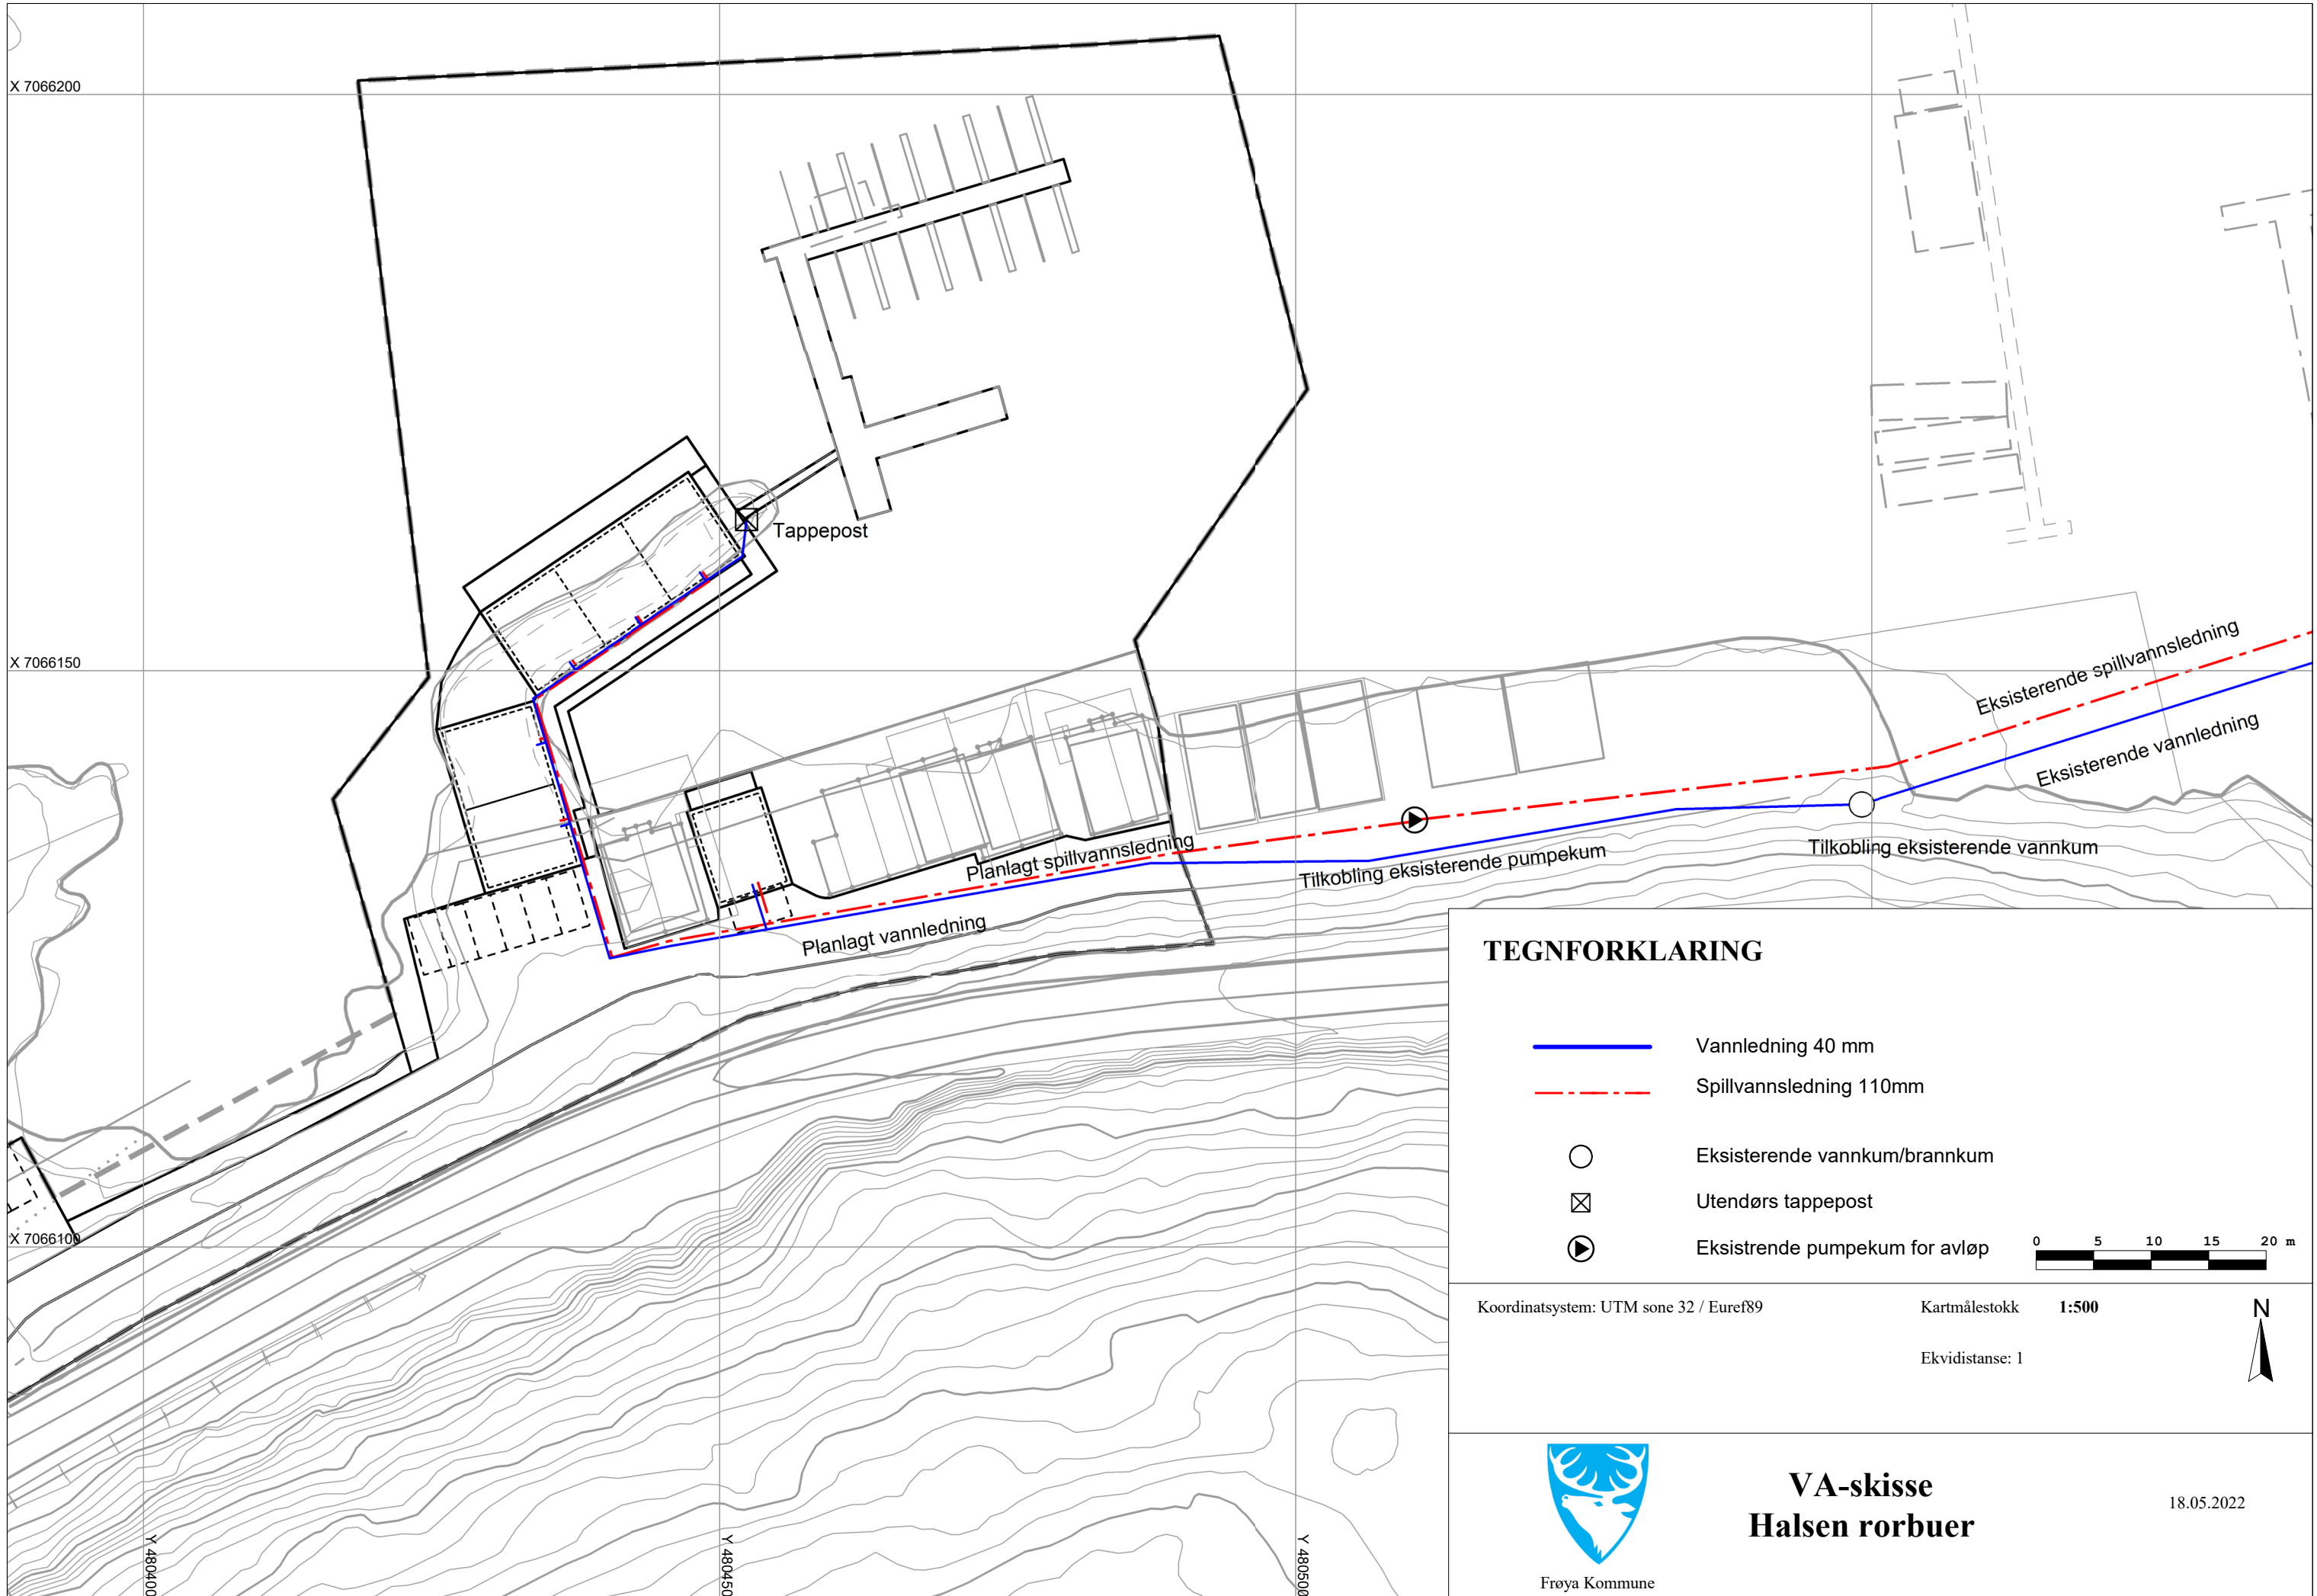 X 7066200
Tappepost
X 7066150
Eksisterende spillvannsledning
Eksisterende vannledning
Planlagt spillvannsledning
Tilkobling eksisterende pumpekum
Tilkobling eksisterende vannkum
Planlagt vannledning
X 7066100
Y 480400
Y 480450
Y 480500
TEGNFORKLARING
Vannledning 40 mm
Spillvannsledning 110mm
Eksisterende vannkum/brannkum
Utendørs tappepost
Eksistrende pumpekum for avløp
0 5 10 15 20 m
Koordinatsystem: UTM sone 32 / Euref89
Kartmålestokk 1:500
N
Ekvidistanse: 1
VA-skisse
Halsen rorbuer
18.05.2022
Frøya Kommune